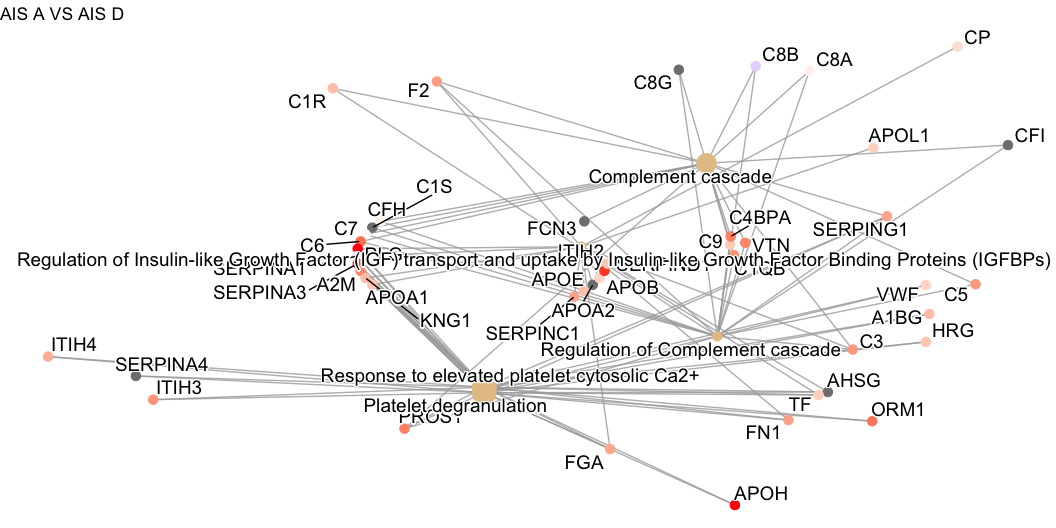 AIS A VS AIS D
CP
C8B
C8A
C8G
F2
C1R
APOL1
CFI
Complement cascade
C1S
CFH
C4BPA
FCN3
SERPING1
C7
C6
C9
VTN
ITIH2
Regulation of Insulin-like Growth Factor (IGF) transport and uptake by Insulin-like Growth Factor Binding Proteins (IGFBPs)
SERPINA1
C1QB
APOE
A2M
SERPINA3
APOB
APOA1
VWF
C5
APOA2
KNG1
A1BG
SERPINC1
HRG
C3
ITIH4
Regulation of Complement cascade
SERPINA4
Response to elevated platelet cytosolic Ca2+
ITIH3
AHSG
TF
Platelet degranulation
ORM1
PROS1
FN1
FGA
APOH